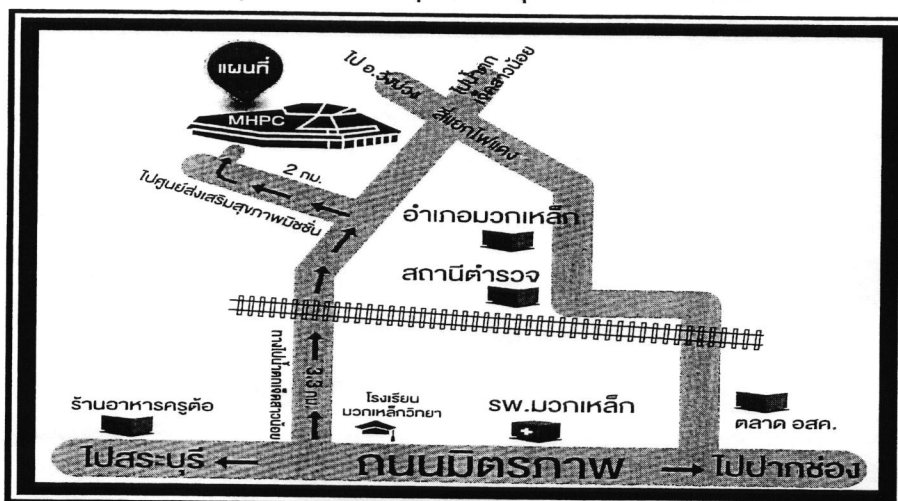 แผนที่
MHPC
ไป อ.วังม่วง
ไปน้ำตก
เจ็ดสาวน้อย
สี่แยกไฟแดง
2 กม.
ไปศูนย์ส่งเสริมสุขภาพมิชชั่น
อำเภอมวกเหล็ก
สถานีตำรวจ
ทางไปน้ำตกเจ็ดสาวน้อย
3.3 กม.
ร้านอาหารครูต้อ
โรงเรียน
มวกเหล็กวิทยา
รพ.มวกเหล็ก
ตลาด อสค.
ไปสระบุรี
ถนนมิตรภาพ
ไปปากช่อง